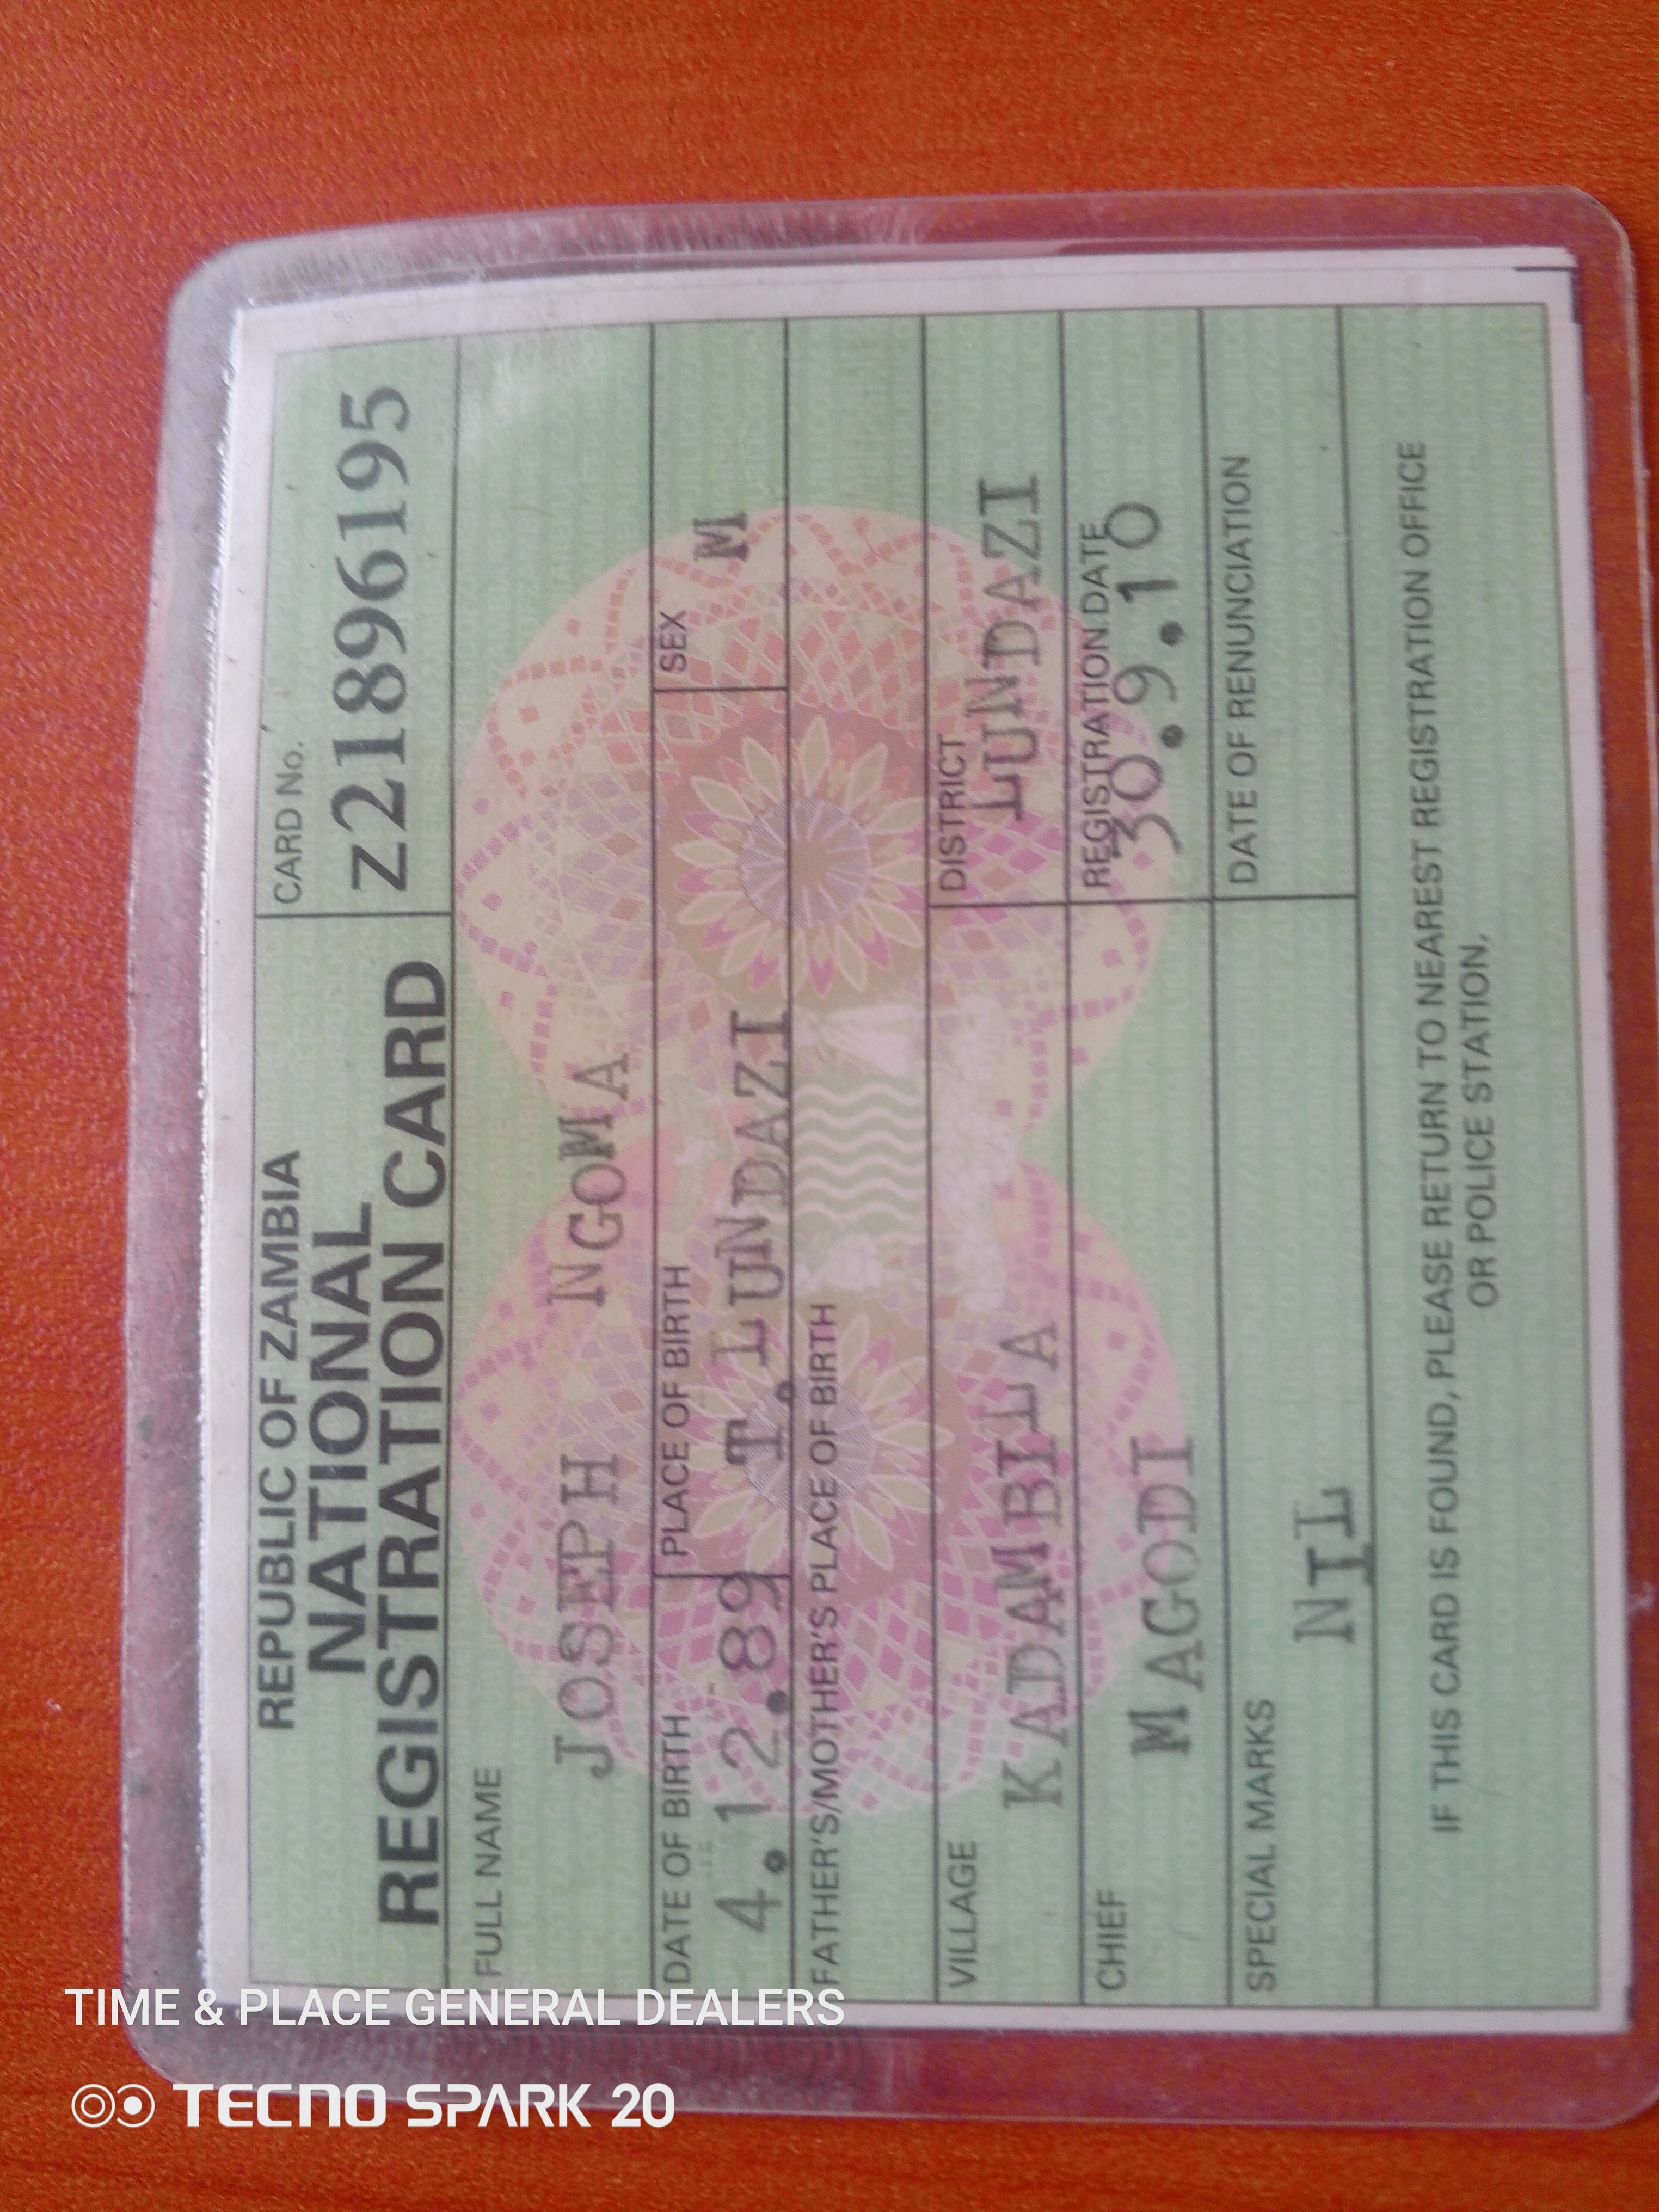 REPUBLIC OF ZAMBIA
NATIONAL
REGISTRATION CARD
CARD No.
Z21896195
FULL NAME
JOSEPH NGOMA
DATE OF BIRTH
4.12.89
PLACE OF BIRTH
T. LUNDAZI
SEX
M
FATHER'S/MOTHER'S PLACE OF BIRTH
VILLAGE
KADAMBILA
DISTRICT
LUNDAZI
CHIEF
MAGODI
REGISTRATION DATE
30.9.10
SPECIAL MARKS
NIL
DATE OF RENUNCIATION
IF THIS CARD IS FOUND, PLEASE RETURN TO NEAREST REGISTRATION OFFICE
OR POLICE STATION.
TIME & PLACE GENERAL DEALERS
TECNO SPARK 20